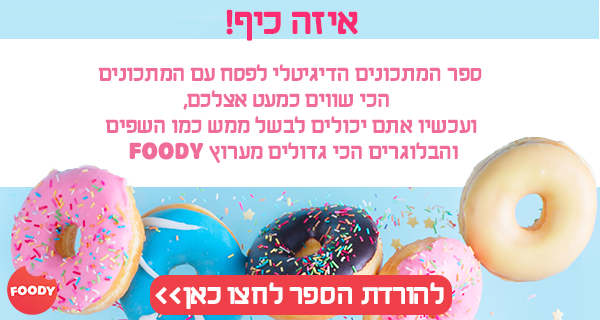 איזה כיף!
ספר המתכונים הדיגיטלי לפסח עם המתכונים
הכי שווים כמעט אצלכם,
ועכשיו אתם יכולים לבשל ממש כמו השפים
והבלוגרים הכי גדולים מערוץ FOODY
להורדת הספר לחצו כאן>>
FOODY